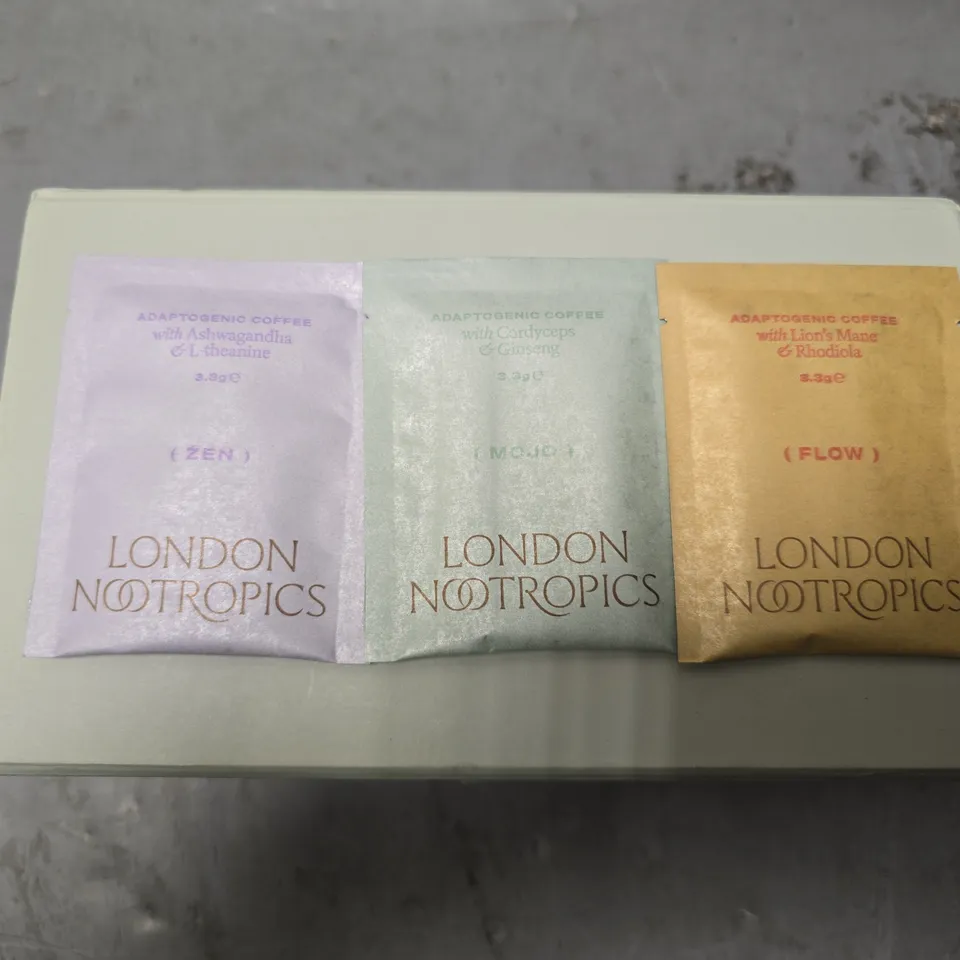 ADAPTOGENIC COFFEE
with Ashwagandha
& L-theanine
3.3g℮
( ZEN )
LONDON
NOOTROPICS
ADAPTOGENIC COFFEE
with Cordyceps
& Ginseng
3.3g℮
( MOJO )
LONDON
NOOTROPICS
ADAPTOGENIC COFFEE
with Lion's Mane
& Rhodiola
3.3g℮
( FLOW )
LONDON
NOOTROPICS